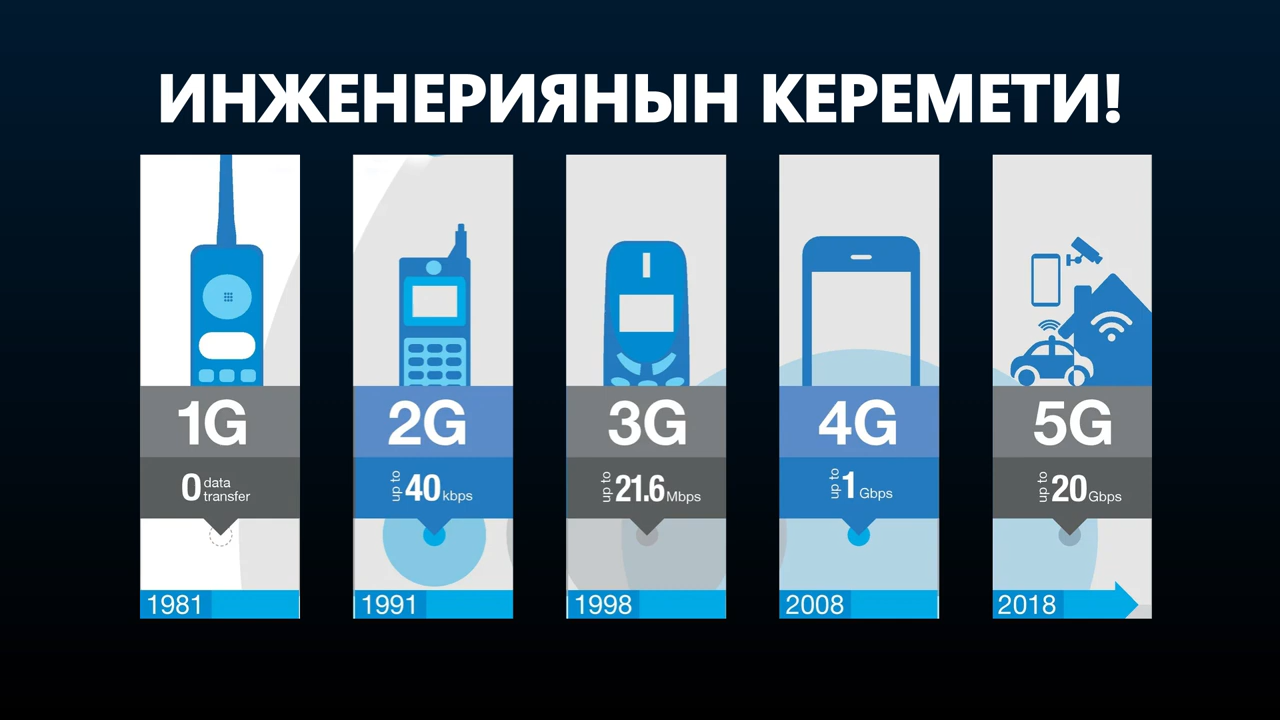 ИНЖЕНЕРИЯНЫН КЕРЕМЕТИ!
1G
0 data transfer
1981
2G
up to 40 kbps
1991
3G
up to 21.6 Mbps
1998
4G
up to 1 Gbps
2008
5G
up to 20 Gbps
2018